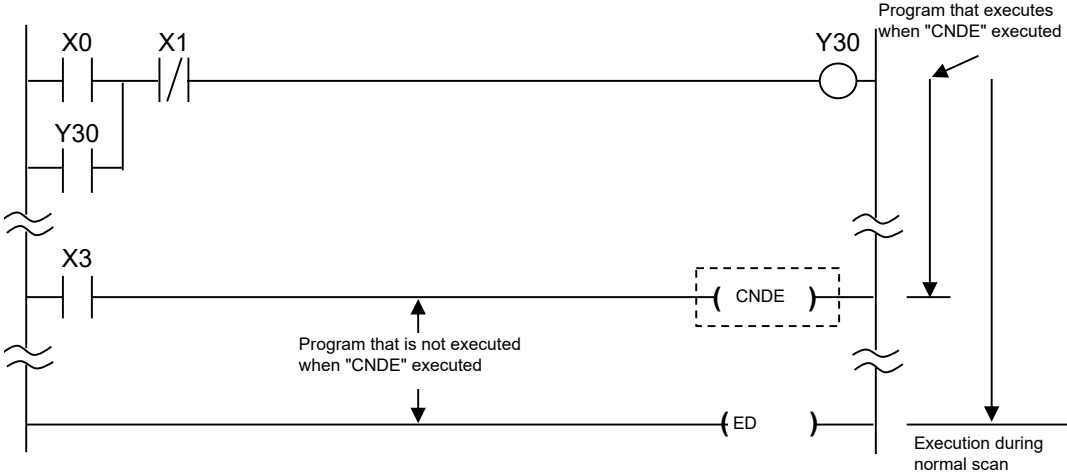 Program that executes
when "CNDE" executed
X0 X1 Y30
Y30
X3
( CNDE )
Program that is not executed
when "CNDE" executed
( ED )
Execution during
normal scan